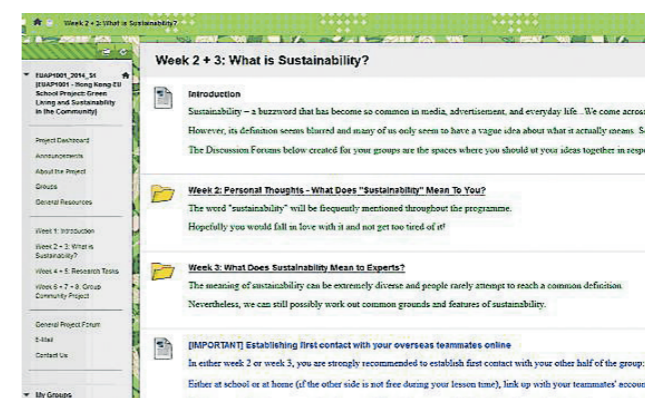 Week 2 + 3: What is Sustainability?
EUAP1001_2014_S1
[EUAP1001 - Hong Kong-EU
School Project: Green
Living and Sustainability
in the Community]
Project Dashboard
Announcements
About the Project
Groups
General Resources
Week 1: Introduction
Week 2 + 3: What is
Sustainability?
Week 4 + 5: Research Tasks
Week 6 + 7 + 8: Group
Community Project
General Project Forum
E-Mail
Contact Us
My Groups
Week 2 + 3: What is Sustainability?
Introduction
Sustainability – a buzzword that has become so common in media, advertisement, and everyday life. We come across
However, its definition seems blurred and many of us only seem to have a vague idea about what it actually means. S
The Discussion Forums below created for your groups are the spaces where you should ut your ideas together in resp
Week 2: Personal Thoughts - What Does "Sustainability" Mean To You?
The word "sustainability" will be frequently mentioned throughout the programme.
Hopefully you would fall in love with it and not get too tired of it!
Week 3: What Does Sustainability Mean to Experts?
The meaning of sustainability can be extremely diverse and people rarely attempt to reach a common definition
Nevertheless, we can still possibly work out common grounds and features of sustainability.
[IMPORTANT] Establishing first contact with your overseas teammates online
In either week 2 or week 3, you are strongly recommended to establish first contact with your other half of the group:
Either at school or at home (if the other side is not free during your lesson time), link up with your teammates' accoun